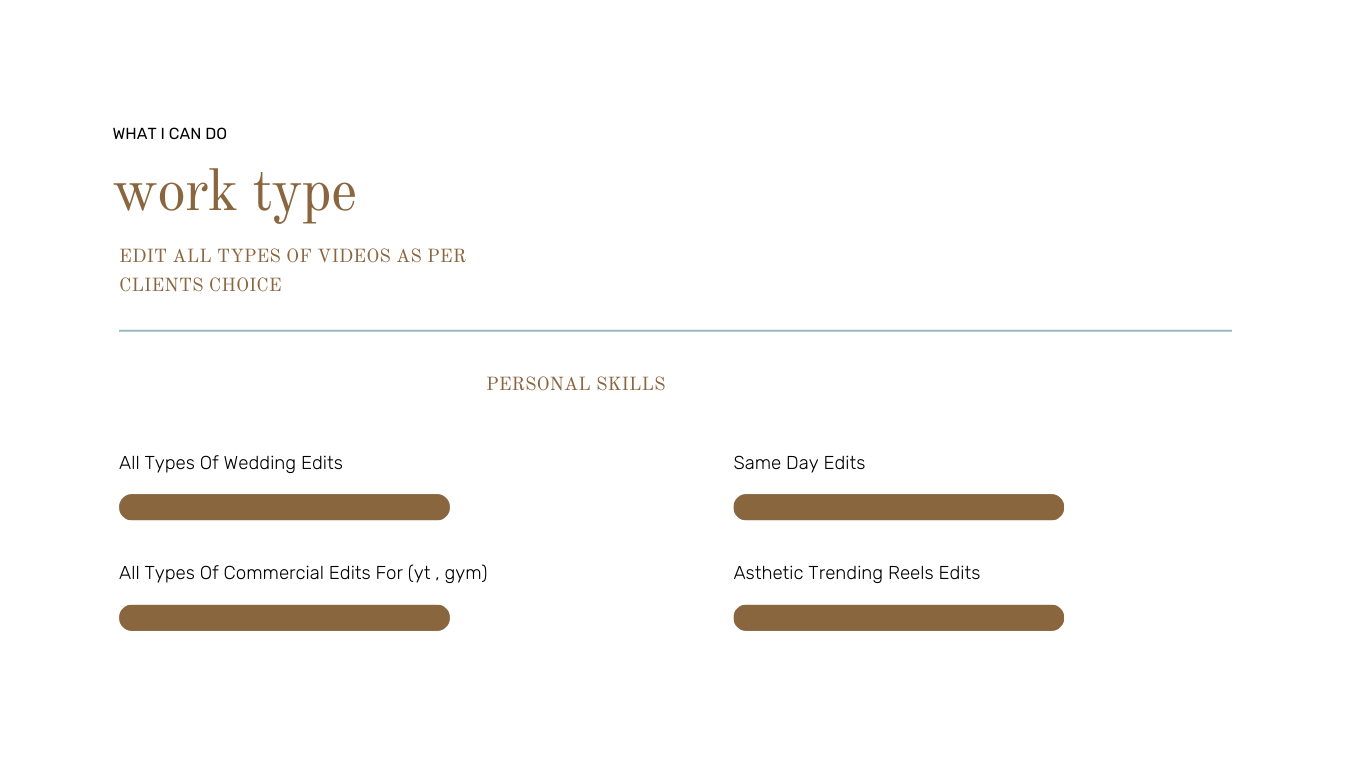 WHAT I CAN DO
work type
EDIT ALL TYPES OF VIDEOS AS PER
CLIENTS CHOICE
PERSONAL SKILLS
All Types Of Wedding Edits
Same Day Edits
All Types Of Commercial Edits For (yt , gym)
Asthetic Trending Reels Edits